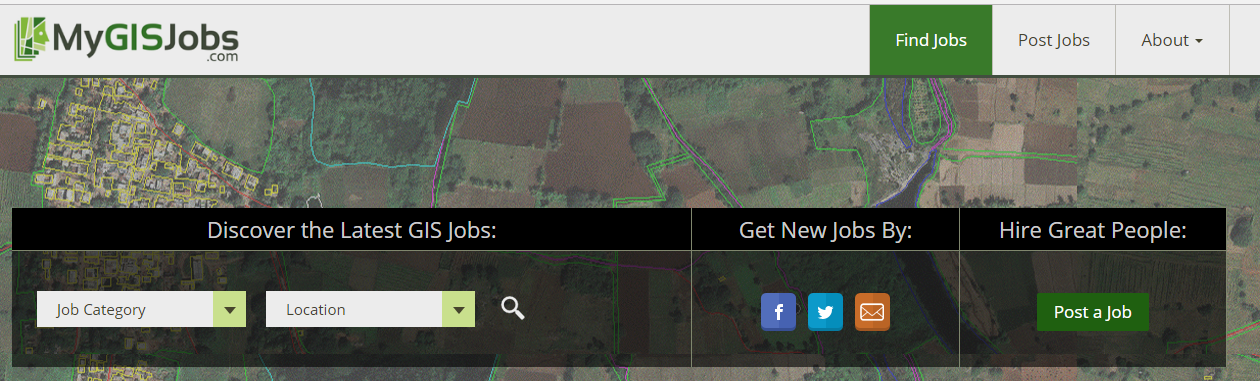 MyGISJobs
.com
Find Jobs
Post Jobs
About
Discover the Latest GIS Jobs:
Get New Jobs By:
Hire Great People:
Job Category
Location
Post a Job